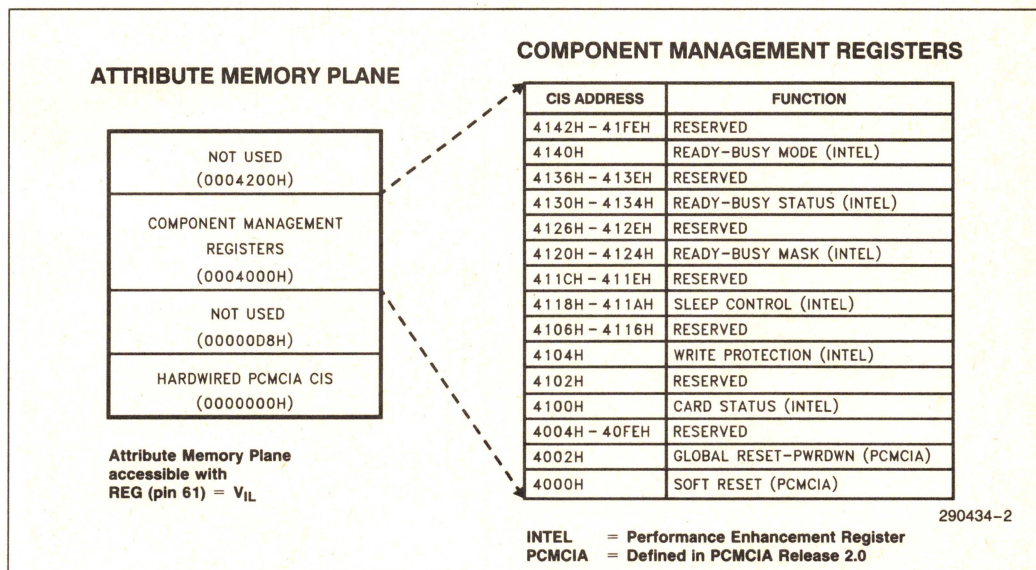 ATTRIBUTE MEMORY PLANE
NOT USED
(0004200H)
COMPONENT MANAGEMENT
REGISTERS
(0004000H)
NOT USED
(00000D8H)
HARDWIRED PCMCIA CIS
(0000000H)
Attribute Memory Plane
accessible with
REG (pin 61) = VIL
COMPONENT MANAGEMENT REGISTERS
CIS ADDRESS FUNCTION
4142H – 41FEH RESERVED
4140H READY-BUSY MODE (INTEL)
4136H – 413EH RESERVED
4130H – 4134H READY-BUSY STATUS (INTEL)
4126H – 412EH RESERVED
4120H – 4124H READY-BUSY MASK (INTEL)
411CH – 411EH RESERVED
4118H – 411AH SLEEP CONTROL (INTEL)
4106H – 4116H RESERVED
4104H WRITE PROTECTION (INTEL)
4102H RESERVED
4100H CARD STATUS (INTEL)
4004H – 40FEH RESERVED
4002H GLOBAL RESET-PWRDWN (PCMCIA)
4000H SOFT RESET (PCMCIA)
290434–2
INTEL = Performance Enhancement Register
PCMCIA = Defined in PCMCIA Release 2.0